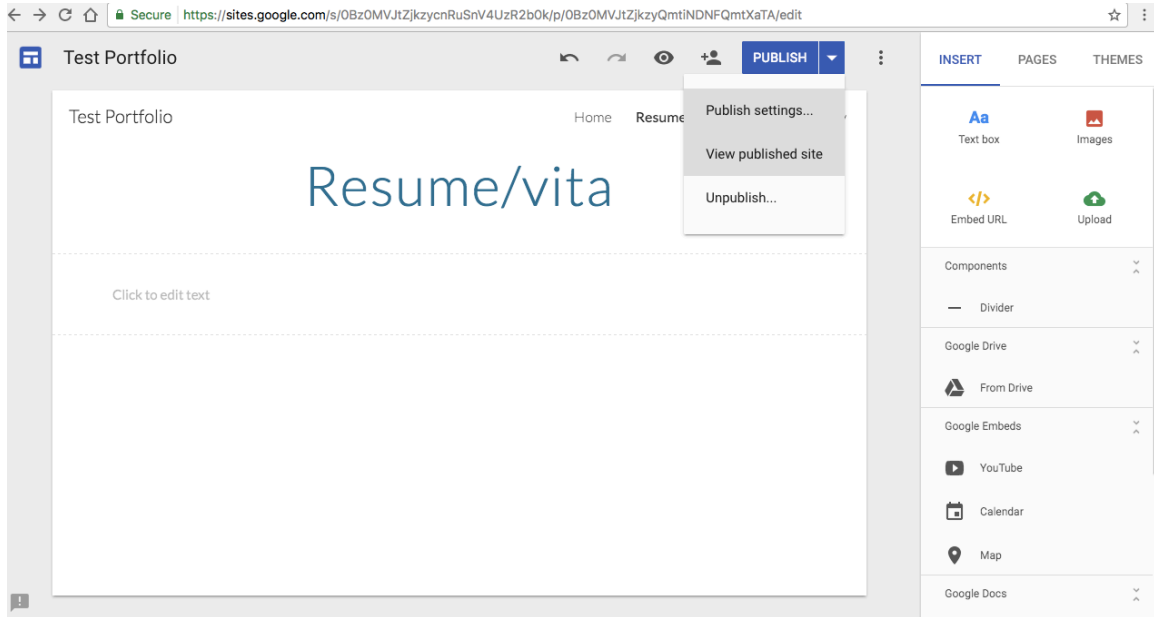 Secure https://sites.google.com/s/0Bz0MVJtZjkzycnRuSnV4UzR2b0k/p/0Bz0MVJtZjkzyQmtiNDNFQmtXaTA/edit
Test Portfolio
PUBLISH
INSERT PAGES THEMES
Test Portfolio
Home Resume
Publish settings...
View published site
Unpublish...
Resume/vita
Click to edit text
Aa
Text box Images
Embed URL Upload
Components
Divider
Google Drive
From Drive
Google Embeds
YouTube
Calendar
Map
Google Docs